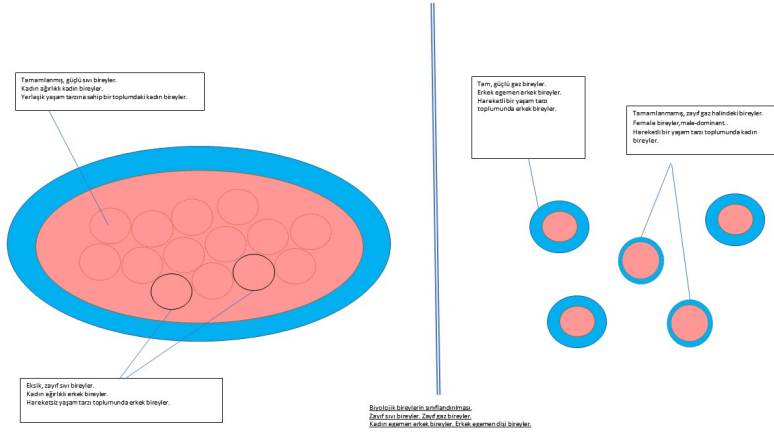 Tamamlanmış, güçlü sıvı bireyler.
Kadın ağırlıklı kadın bireyler.
Yerleşik yaşam tarzına sahip bir toplumdaki kadın bireyler.
Tam, güçlü gaz bireyler.
Erkek egemen erkek bireyler.
Hareketli bir yaşam tarzı
toplumunda erkek bireyler.
Tamamlanmamış, zayıf gaz halindeki bireyler.
Female bireyler,male-dominant..
Hareketli bir yaşam tarzı toplumunda kadın
bireyler.
Eksik, zayıf sıvı bireyler.
Kadın ağırlıklı erkek bireyler.
Hareketsiz yaşam tarzı toplumunda erkek bireyler.
Biyolojik bireylerin sınıflandırılması.
Zayıf sıvı bireyler. Zayıf gaz bireyler.
Kadın egemen erkek bireyler. Erkek egemen dişi bireyler.